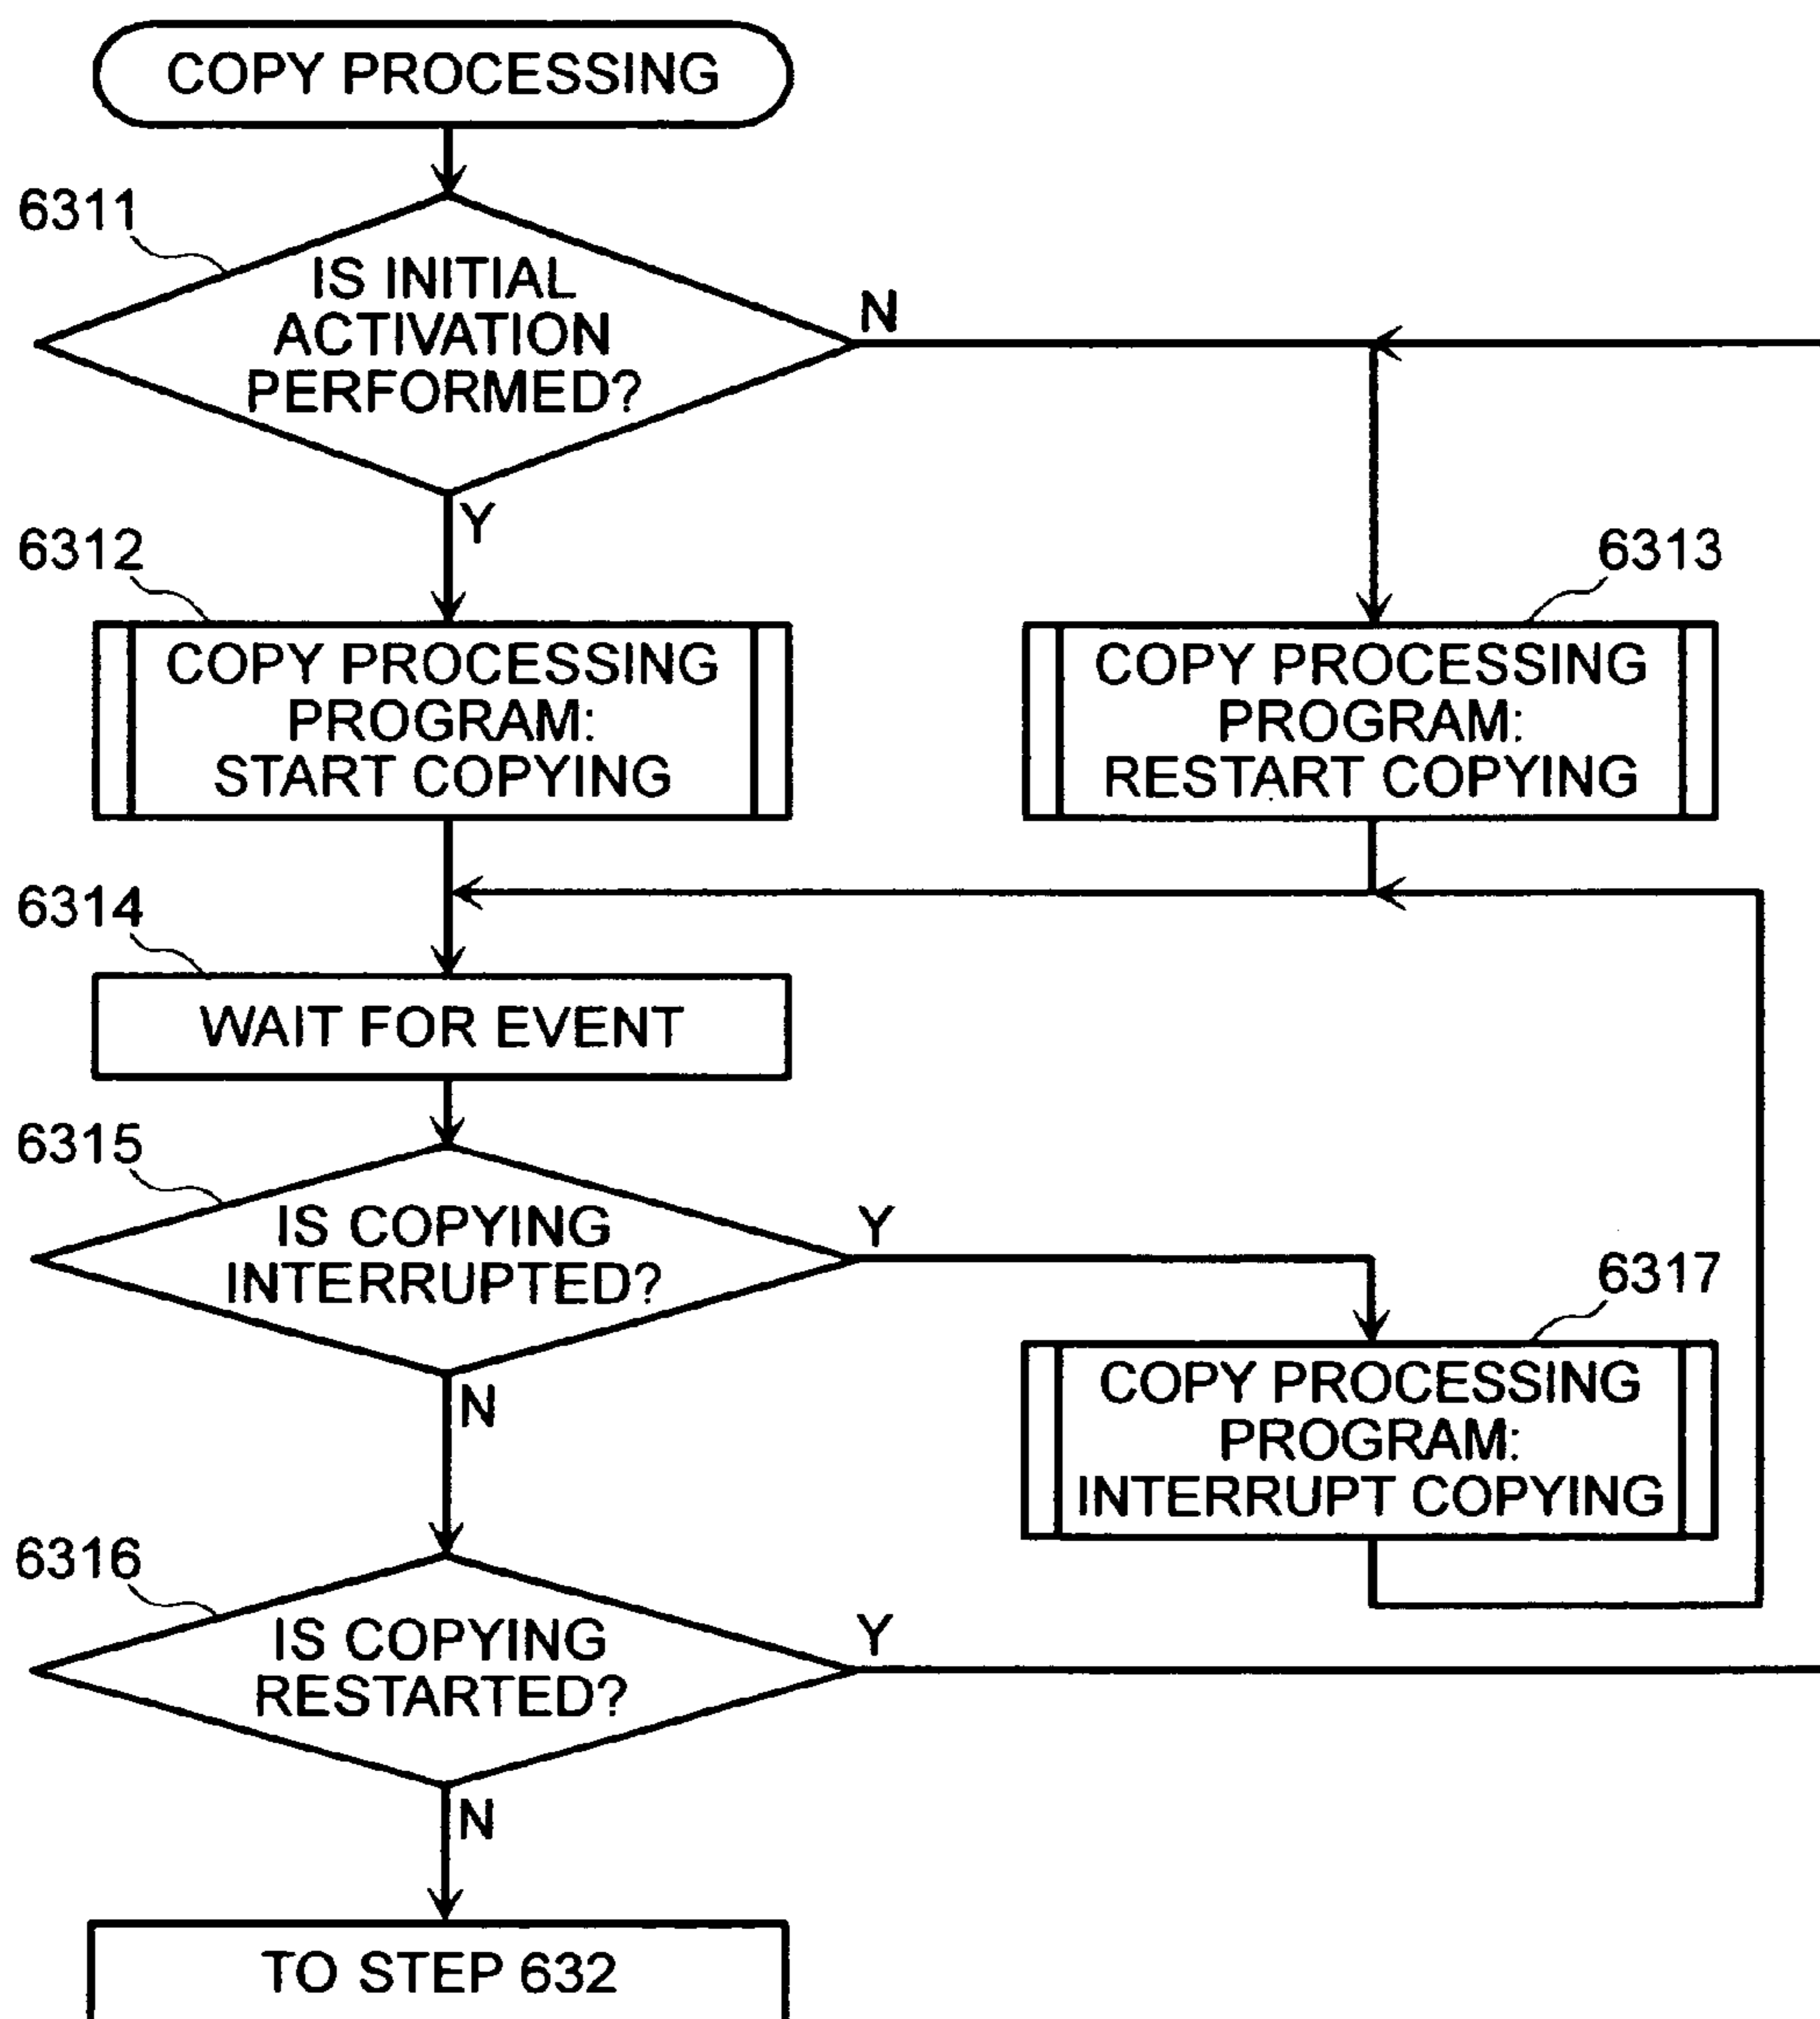 COPY PROCESSING
6311
IS INITIAL
ACTIVATION
PERFORMED?
N
Y
6312
COPY PROCESSING
PROGRAM:
START COPYING
6313
COPY PROCESSING
PROGRAM:
RESTART COPYING
6314
WAIT FOR EVENT
6315
IS COPYING
INTERRUPTED?
Y
N
6317
COPY PROCESSING
PROGRAM:
INTERRUPT COPYING
6316
IS COPYING
RESTARTED?
Y
N
TO STEP 632